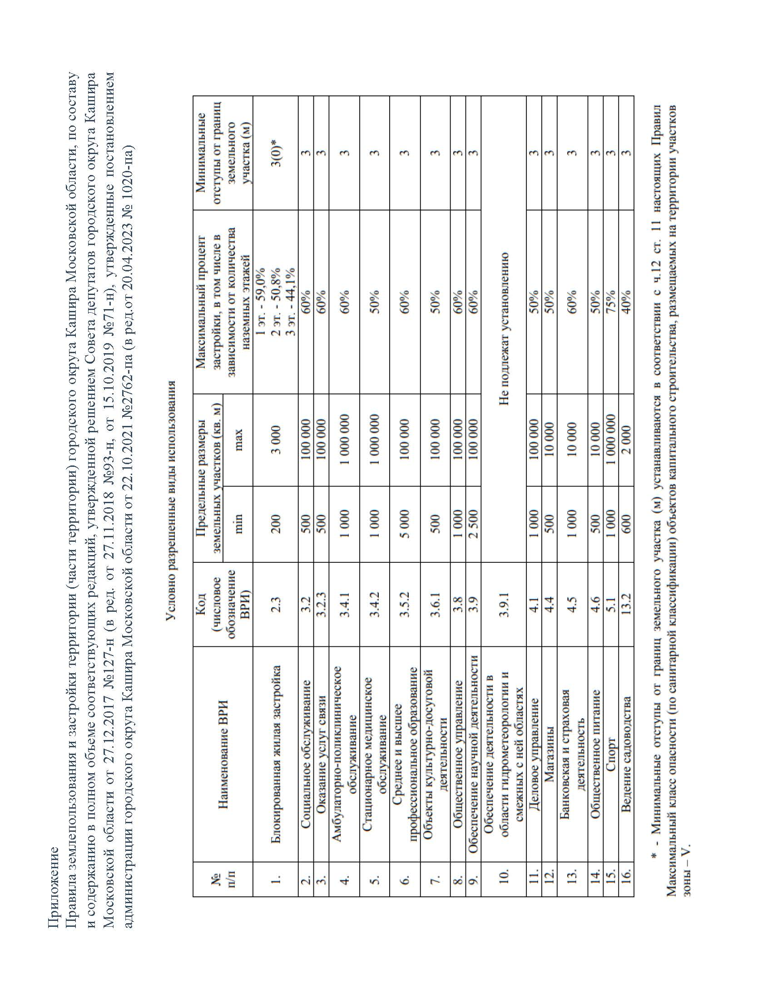 Приложение
Правила землепользования и застройки территории (части территории) городского округа Кашира Московской области, по составу
и содержанию в полном объеме соответствующих редакций, утвержденной решением Совета депутатов городского округа Кашира
Московской области от 27.12.2017 №127-н (в ред. от 27.11.2018 №93-н, от 15.10.2019 №71-н), утвержденные постановлением
администрации городского округа Кашира Московской области от 22.10.2021 №2762-па (в ред.от 20.04.2023 № 1020-па)
Условно разрешенные виды использования
№
п/п
Наименование ВРИ
Код
(числовое
обозначение
ВРИ)
Предельные размеры
земельных участков (кв. м)
min
max
Максимальный процент
застройки, в том числе в
зависимости от количества
наземных этажей
Минимальные
отступы от границ
земельного
участка (м)
1. Блокированная жилая застройка 2.3 200 3 000
1 эт. - 59,0%
2 эт. - 50,8%
3 эт. - 44,1%
3(0)*
2. Социальное обслуживание 3.2 500 100 000 60% 3
3. Оказание услуг связи 3.2.3 500 100 000 60% 3
4. Амбулаторно-поликлиническое
обслуживание
3.4.1 1 000 1 000 000 60% 3
5. Стационарное медицинское
обслуживание
3.4.2 1 000 1 000 000 50% 3
6. Среднее и высшее
профессиональное образование
3.5.2 5 000 100 000 60% 3
7. Объекты культурно-досуговой
деятельности
3.6.1 500 100 000 50% 3
8. Общественное управление 3.8 1 000 100 000 60% 3
9. Обеспечение научной деятельности 3.9 2 500 100 000 60% 3
10. Обеспечение деятельности в
области гидрометеорологии и
смежных с ней областях
3.9.1 Не подлежат установлению
11. Деловое управление 4.1 1 000 100 000 50% 3
12. Магазины 4.4 500 10 000 50% 3
13. Банковская и страховая
деятельность
4.5 1 000 10 000 60% 3
14. Общественное питание 4.6 500 10 000 50% 3
15. Спорт 5.1 1 000 1 000 000 75% 3
16. Ведение садоводства 13.2 600 2 000 40% 3
* - Минимальные отступы от границ земельного участка (м) устанавливаются в соответствии с ч.12 ст. 11 настоящих Правил
Максимальный класс опасности (по санитарной классификации) объектов капитального строительства, размещаемых на территории участков
зоны – V.